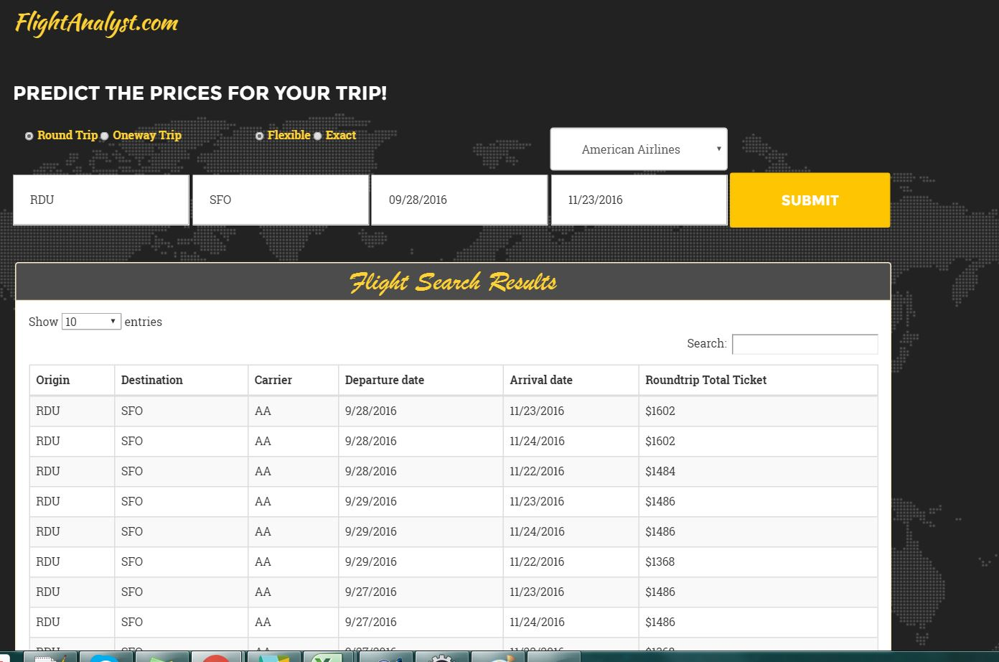 FlightAnalyst.com
PREDICT THE PRICES FOR YOUR TRIP!
Round Trip Oneway Trip Flexible Exact
American Airlines
RDU SFO 09/28/2016 11/23/2016 SUBMIT
Flight Search Results
Show 10 entries
Search:
Origin Destination Carrier Departure date Arrival date Roundtrip Total Ticket
RDU SFO AA 9/28/2016 11/23/2016 $1602
RDU SFO AA 9/28/2016 11/24/2016 $1602
RDU SFO AA 9/28/2016 11/22/2016 $1484
RDU SFO AA 9/29/2016 11/23/2016 $1486
RDU SFO AA 9/29/2016 11/24/2016 $1486
RDU SFO AA 9/29/2016 11/22/2016 $1368
RDU SFO AA 9/27/2016 11/23/2016 $1486
RDU SFO AA 9/27/2016 11/24/2016 $1486